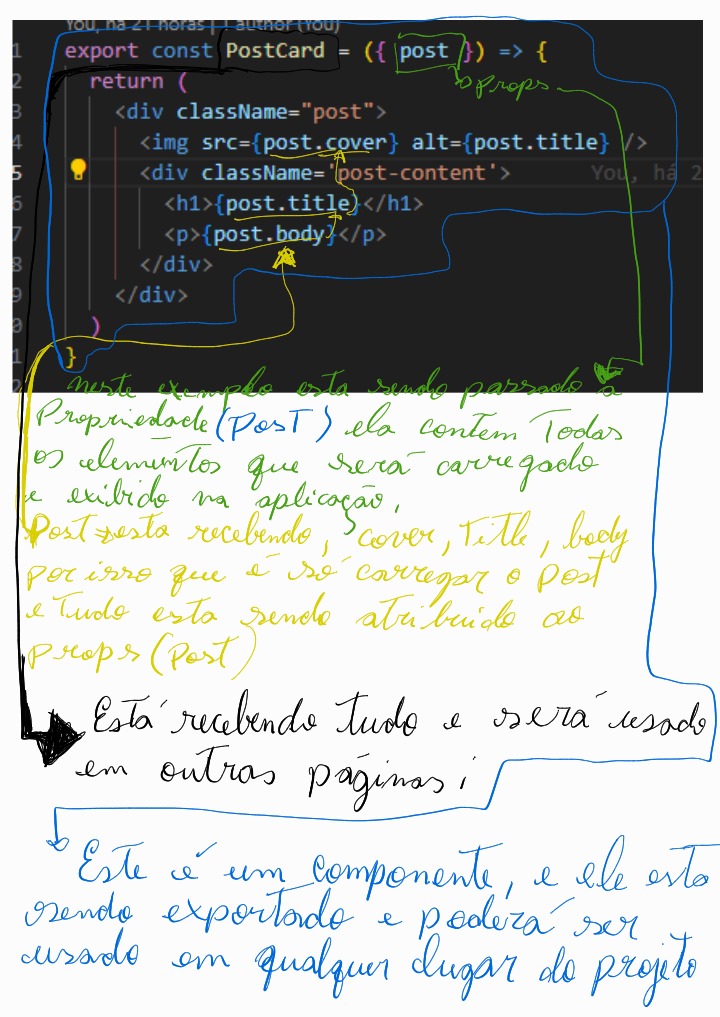 You, há 21 horas | 1 author (You)
1 export const PostCard = ({ post }) => {
2 return (
3 <div className="post">
4 <img src={post.cover} alt={post.title} />
5 <div className='post-content'> You, há 2
6 <h1>{post.title}</h1>
7 <p>{post.body}</p>
8 </div>
9 </div>
0 )
1 }
2
props
neste exemplo esta sendo passado a
Propriedade (PosT) ela contem Todas
os elementos que será carregado
e exibido na aplicação,
Post esta recebendo, cover, Title, body
por isso que é só carregar o Post
e Tudo esta sendo atribuido ao
props (Post)
Está recebendo tudo e será usado
em outras páginas;
Este é um componente, e ele esta
sendo exportado e poderá ser
usado em qualquer lugar do projeto